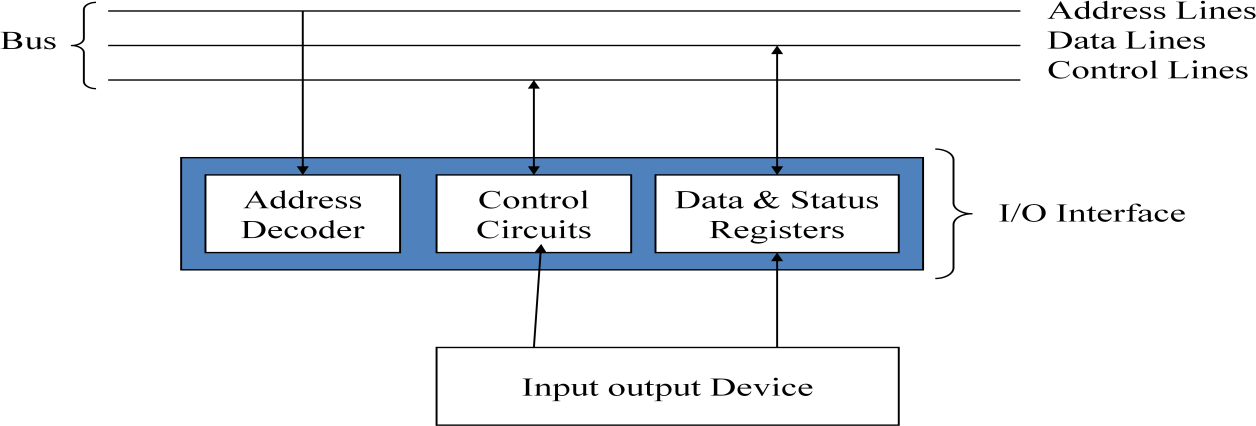 Address Lines
Bus
Data Lines
Control Lines
Address
Decoder
Control
Circuits
Data & Status
Registers
I/O Interface
Input output Device